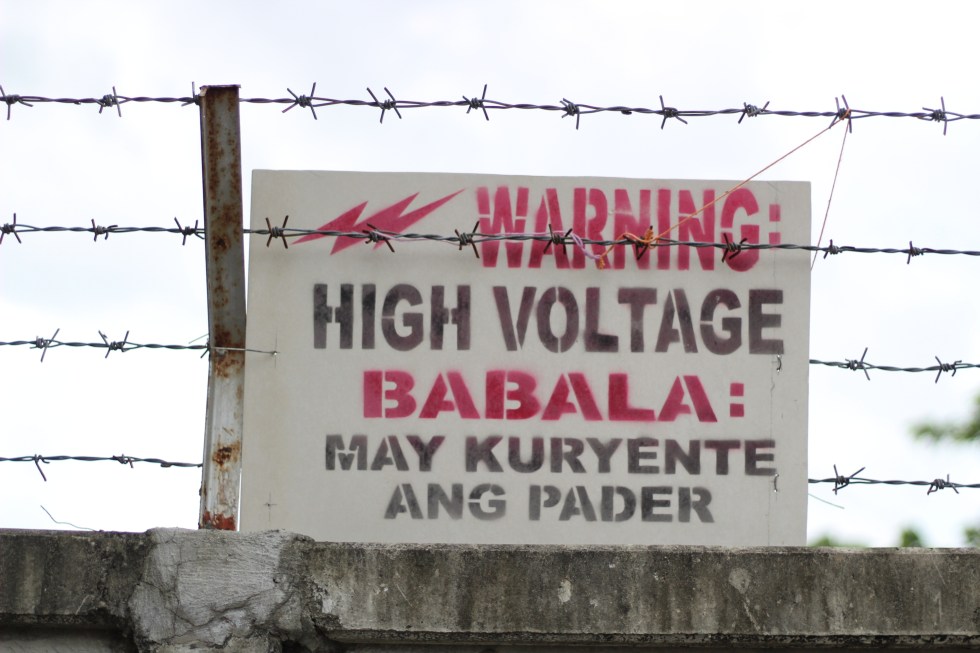 WARNING:
HIGH VOLTAGE
BABALA:
MAY KURYENTE
ANG PADER